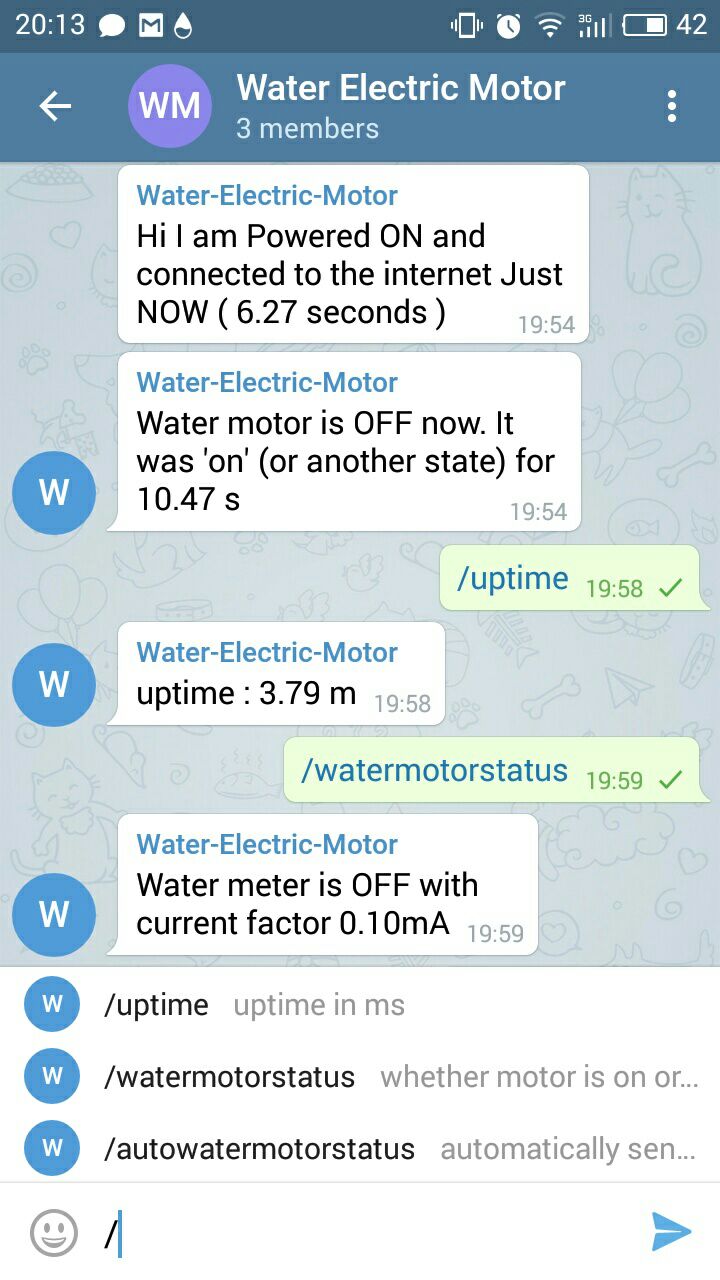 20:13 3G 42
WM Water Electric Motor
3 members
Water-Electric-Motor
Hi I am Powered ON and
connected to the internet Just
NOW ( 6.27 seconds ) 19:54
Water-Electric-Motor
Water motor is OFF now. It
was 'on' (or another state) for
10.47 s 19:54
W
/uptime 19:58
Water-Electric-Motor
uptime : 3.79 m 19:58
W
/watermotorstatus 19:59
Water-Electric-Motor
Water meter is OFF with
current factor 0.10mA 19:59
W
W /uptime uptime in ms
W /watermotorstatus whether motor is on or...
W /autowatermotorstatus automatically sen...
/